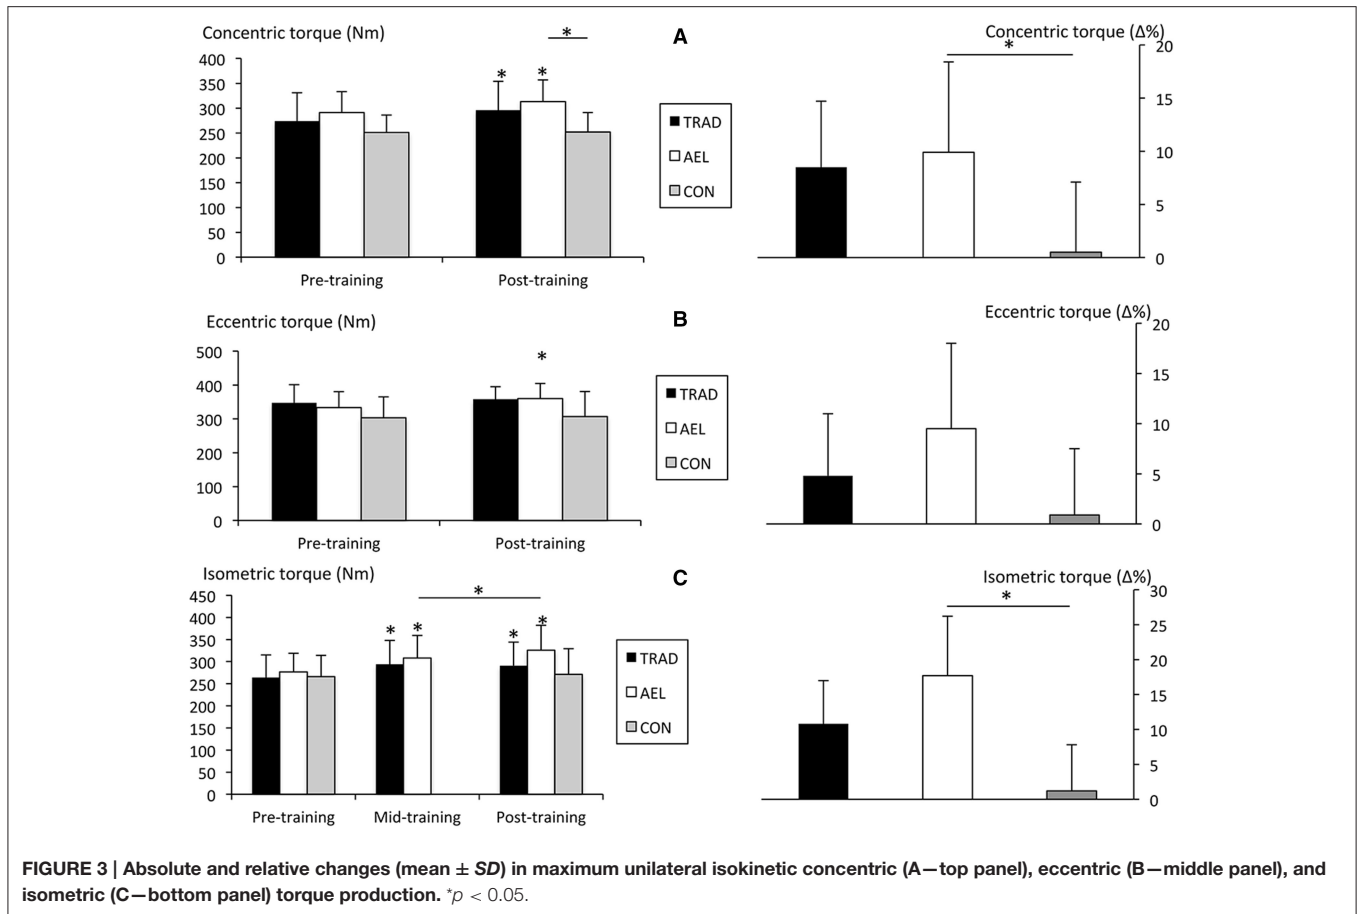 Concentric torque (Nm)
A
Concentric torque (Δ%)
400
350
300
250
200
150
100
50
0
*
*
*
Pre-training
Post-training
TRAD
AEL
CON
*
20
15
10
5
0
Eccentric torque (Nm)
B
Eccentric torque (Δ%)
500
400
300
200
100
0
*
Pre-training
Post-training
TRAD
AEL
CON
20
15
10
5
0
Isometric torque (Nm)
C
Isometric torque (Δ%)
450
400
350
300
250
200
150
100
50
0
*
*
*
*
*
Pre-training
Mid-training
Post-training
TRAD
AEL
CON
*
30
25
20
15
10
5
0
FIGURE 3 | Absolute and relative changes (mean ± SD) in maximum unilateral isokinetic concentric (A—top panel), eccentric (B—middle panel), and
isometric (C—bottom panel) torque production. *p < 0.05.